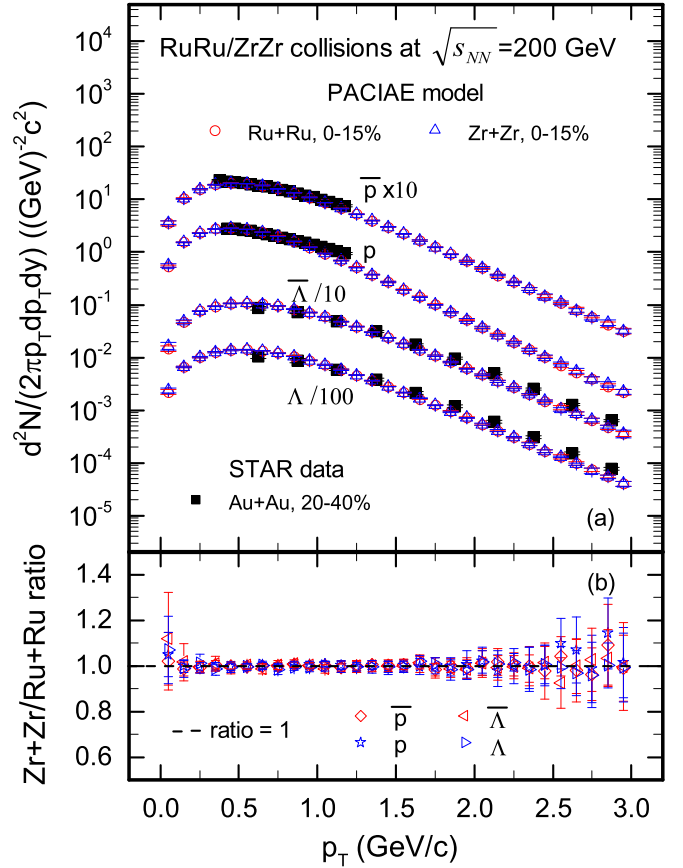 RuRu/ZrZr collisions at √s_NN =200 GeV
PACIAE model
Ru+Ru, 0-15%
Zr+Zr, 0-15%
p̅ x10
p
Λ̅ /10
Λ /100
STAR data
Au+Au, 20-40%
(a)
d²N/(2πp_T dp_T dy) ((GeV)⁻²c²)
10⁴
10³
10²
10¹
10⁰
10⁻¹
10⁻²
10⁻³
10⁻⁴
10⁻⁵
(b)
Zr+Zr/Ru+Ru ratio
1.4
1.2
1.0
0.8
0.6
ratio = 1
p̅
Λ̅
p
Λ
0.0 0.5 1.0 1.5 2.0 2.5 3.0
p_T (GeV/c)